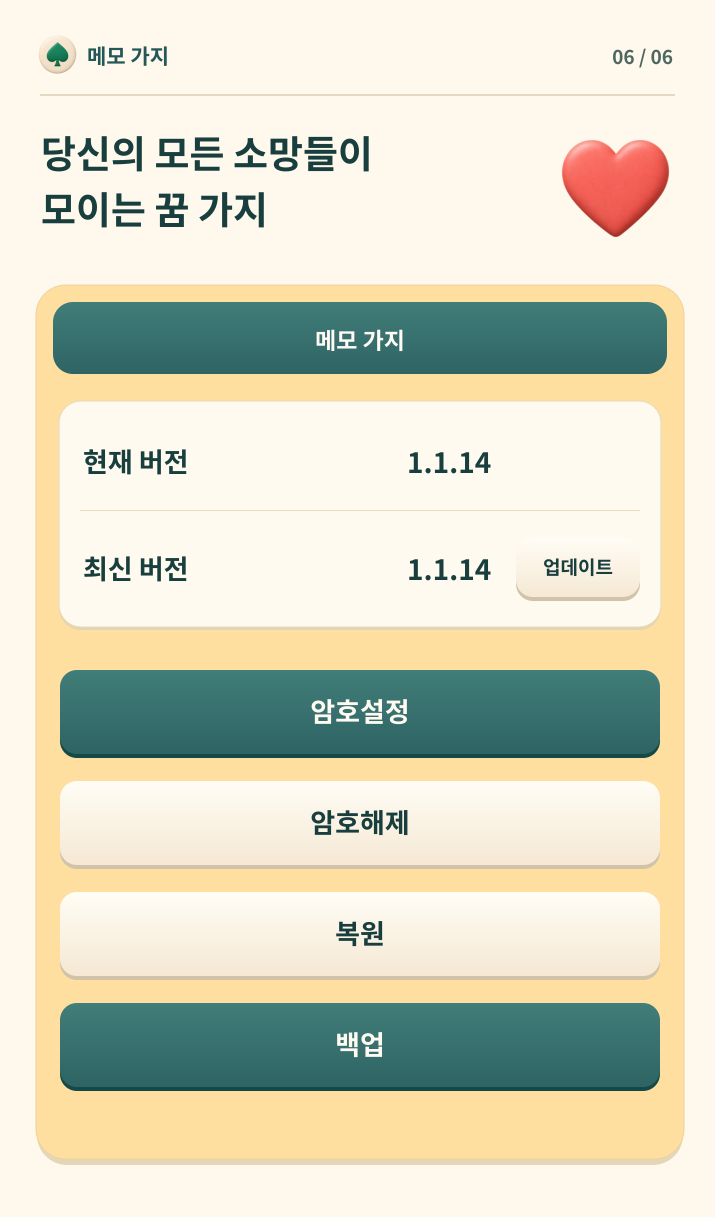 메모 가지
06 / 06
당신의 모든 소망들이
모이는 꿈 가지
메모 가지
현재 버전 1.1.14
최신 버전 1.1.14 업데이트
암호설정
암호해제
복원
백업